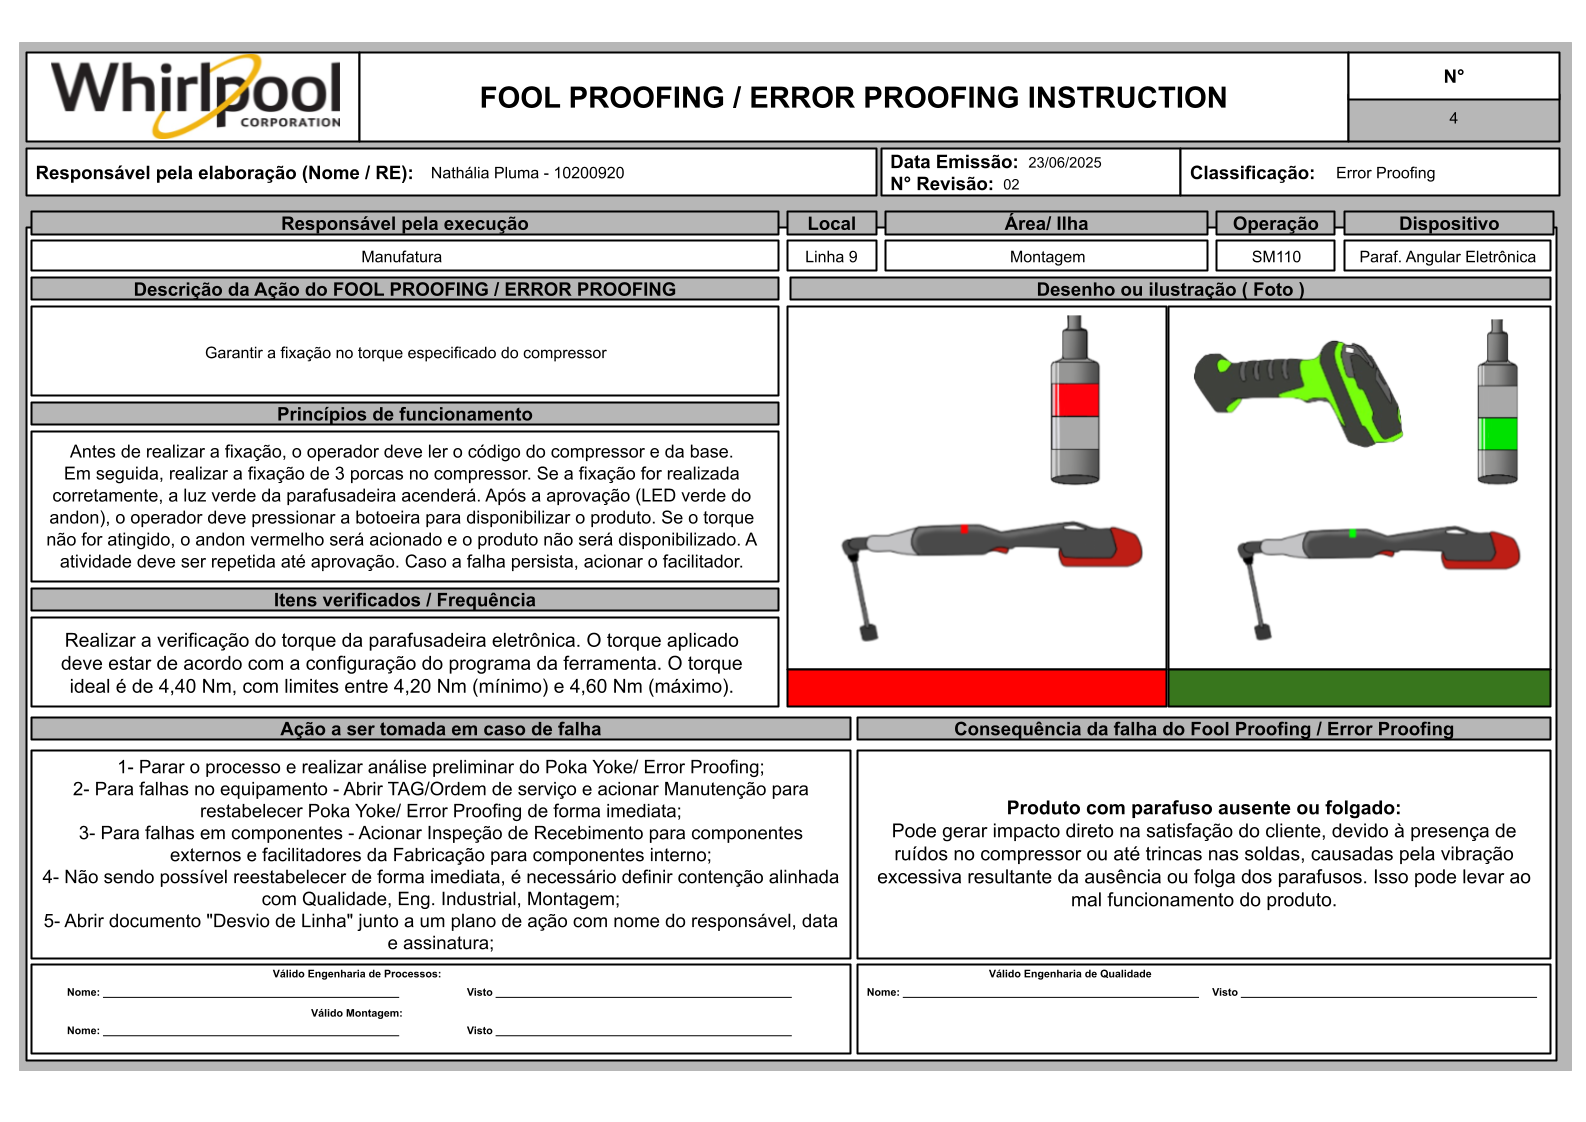 Whirlpool
CORPORATION
FOOL PROOFING / ERROR PROOFING INSTRUCTION
N°
4
Responsável pela elaboração (Nome / RE): Nathália Pluma - 10200920
Data Emissão: 23/06/2025
N° Revisão: 02
Classificação: Error Proofing
Responsável pela execução
Local
Área/ Ilha
Operação
Dispositivo
Manufatura
Linha 9
Montagem
SM110
Paraf. Angular Eletrônica
Descrição da Ação do FOOL PROOFING / ERROR PROOFING
Desenho ou ilustração ( Foto )
Garantir a fixação no torque especificado do compressor
Princípios de funcionamento
Antes de realizar a fixação, o operador deve ler o código do compressor e da base.
Em seguida, realizar a fixação de 3 porcas no compressor. Se a fixação for realizada
corretamente, a luz verde da parafusadeira acenderá. Após a aprovação (LED verde do
andon), o operador deve pressionar a botoeira para disponibilizar o produto. Se o torque
não for atingido, o andon vermelho será acionado e o produto não será disponibilizado. A
atividade deve ser repetida até aprovação. Caso a falha persista, acionar o facilitador.
Itens verificados / Frequência
Realizar a verificação do torque da parafusadeira eletrônica. O torque aplicado
deve estar de acordo com a configuração do programa da ferramenta. O torque
ideal é de 4,40 Nm, com limites entre 4,20 Nm (mínimo) e 4,60 Nm (máximo).
Ação a ser tomada em caso de falha
1- Parar o processo e realizar análise preliminar do Poka Yoke/ Error Proofing;
2- Para falhas no equipamento - Abrir TAG/Ordem de serviço e acionar Manutenção para
restabelecer Poka Yoke/ Error Proofing de forma imediata;
3- Para falhas em componentes - Acionar Inspeção de Recebimento para componentes
externos e facilitadores da Fabricação para componentes interno;
4- Não sendo possível reestabelecer de forma imediata, é necessário definir contenção alinhada
com Qualidade, Eng. Industrial, Montagem;
5- Abrir documento "Desvio de Linha" junto a um plano de ação com nome do responsável, data
e assinatura;
Consequência da falha do Fool Proofing / Error Proofing
Produto com parafuso ausente ou folgado:
Pode gerar impacto direto na satisfação do cliente, devido à presença de
ruídos no compressor ou até trincas nas soldas, causadas pela vibração
excessiva resultante da ausência ou folga dos parafusos. Isso pode levar ao
mal funcionamento do produto.
Válido Engenharia de Processos:
Nome: Visto
Válido Montagem:
Nome: Visto
Válido Engenharia de Qualidade
Nome: Visto